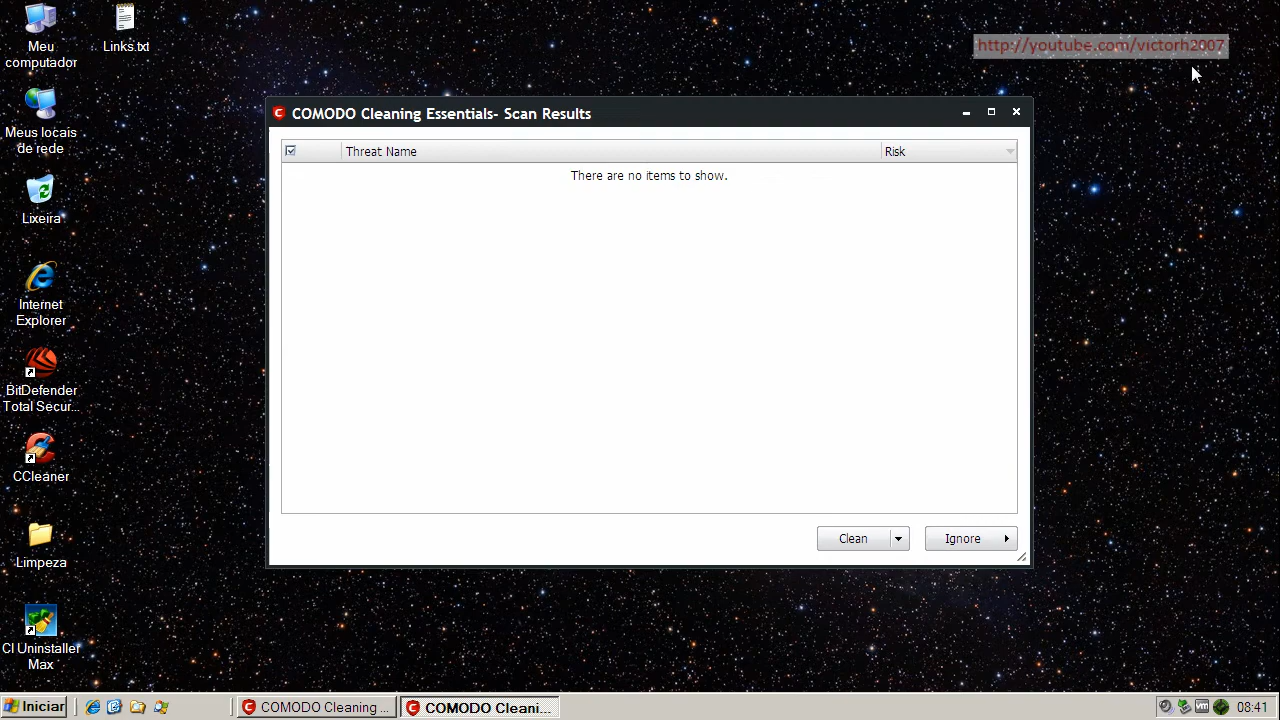 Meu
computador
Links.txt
http://youtube.com/victorh2007
COMODO Cleaning Essentials- Scan Results
Threat Name
Risk
There are no items to show.
Meus locais
de rede
Lixeira
Internet
Explorer
BitDefender
Total Secur...
CCleaner
Limpeza
CI Uninstaller
Max
Clean
Ignore
Iniciar
COMODO Cleaning ...
COMODO Cleani...
vm
08:41